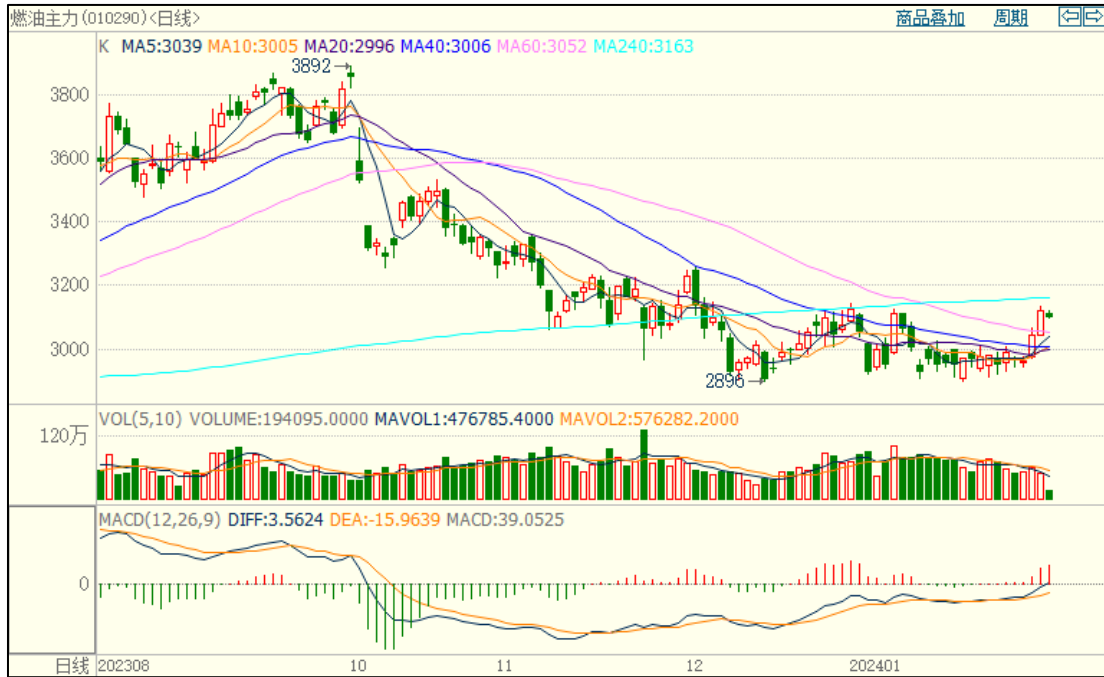 燃油主力(010290)<日线> 商品叠加 周期
K MA5:3039 MA10:3005 MA20:2996 MA40:3006 MA60:3052 MA240:3163
3892
3800
3600
3400
3200
3000
2896
VOL(5,10) VOLUME:194095.0000 MAVOL1:476785.4000 MAVOL2:576282.2000
120万
MACD(12,26,9) DIFF:3.5624 DEA:-15.9639 MACD:39.0525
0
日线 202308 10 11 12 202401